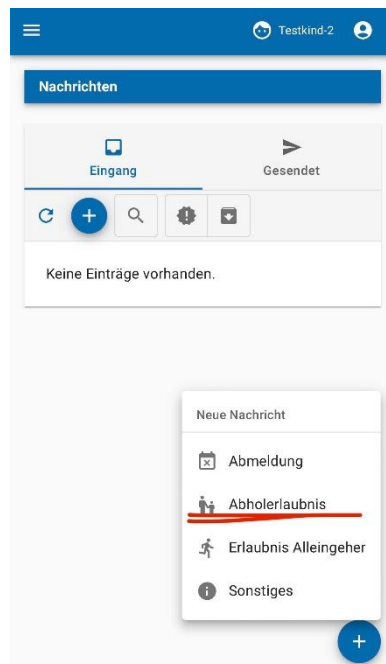 Testkind-2
Nachrichten
Eingang
Gesendet
Keine Einträge vorhanden.
Neue Nachricht
Abmeldung
Abholerlaubnis
Erlaubnis Alleingeher
Sonstiges